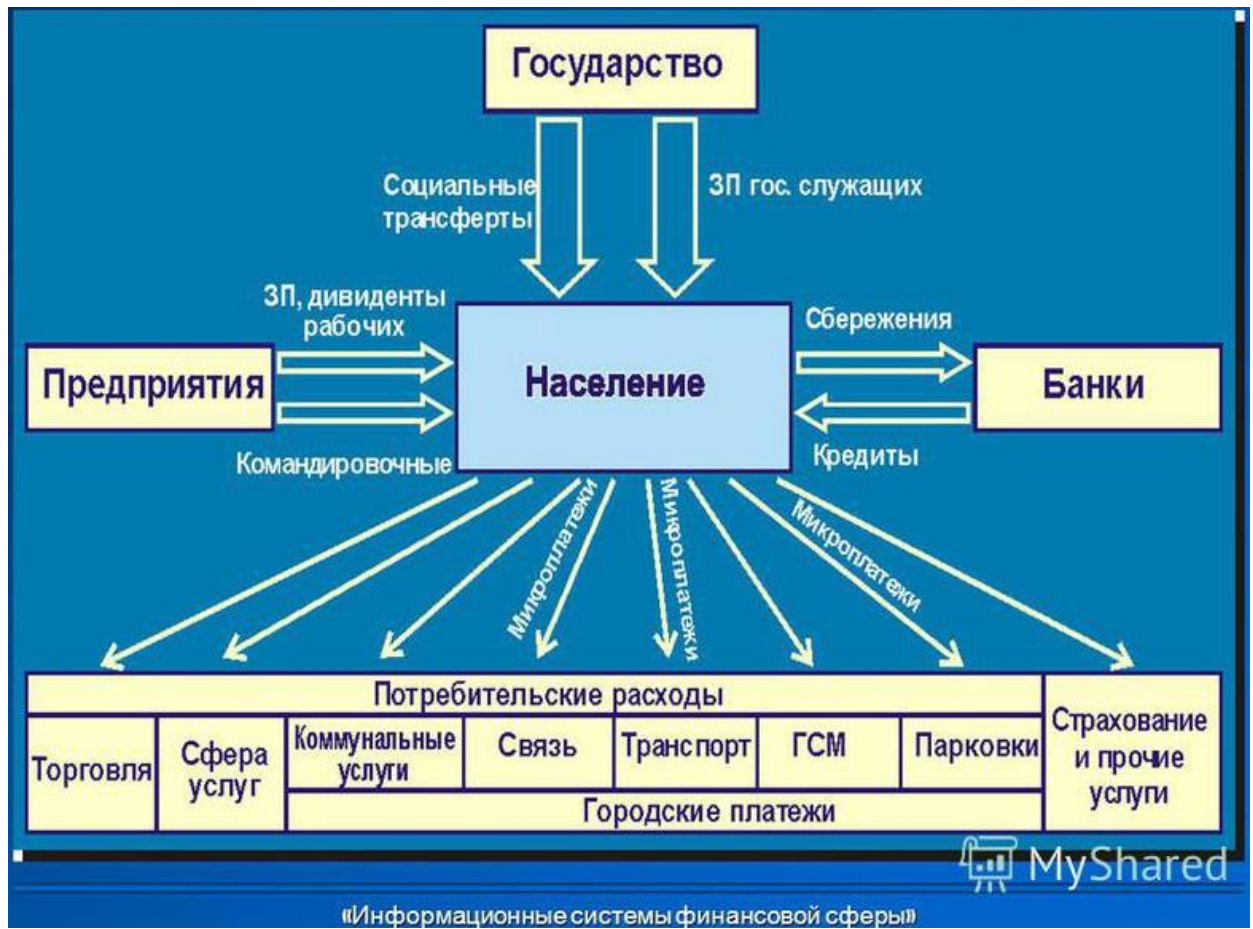 Государство
Социальные
трансферты
ЗП гос. служащих
ЗП, дивиденты
рабочих
Сбережения
Предприятия
Население
Банки
Командировочные
Кредиты
Микроплатежи
Микроплатежи
Микроплатежи
Потребительские расходы
Торговля
Сфера
услуг
Коммунальные
услуги
Связь
Транспорт
ГСМ
Парковки
Страхование
и прочие
услуги
Городские платежи
MyShared
«Информационные системы финансовой сферы»